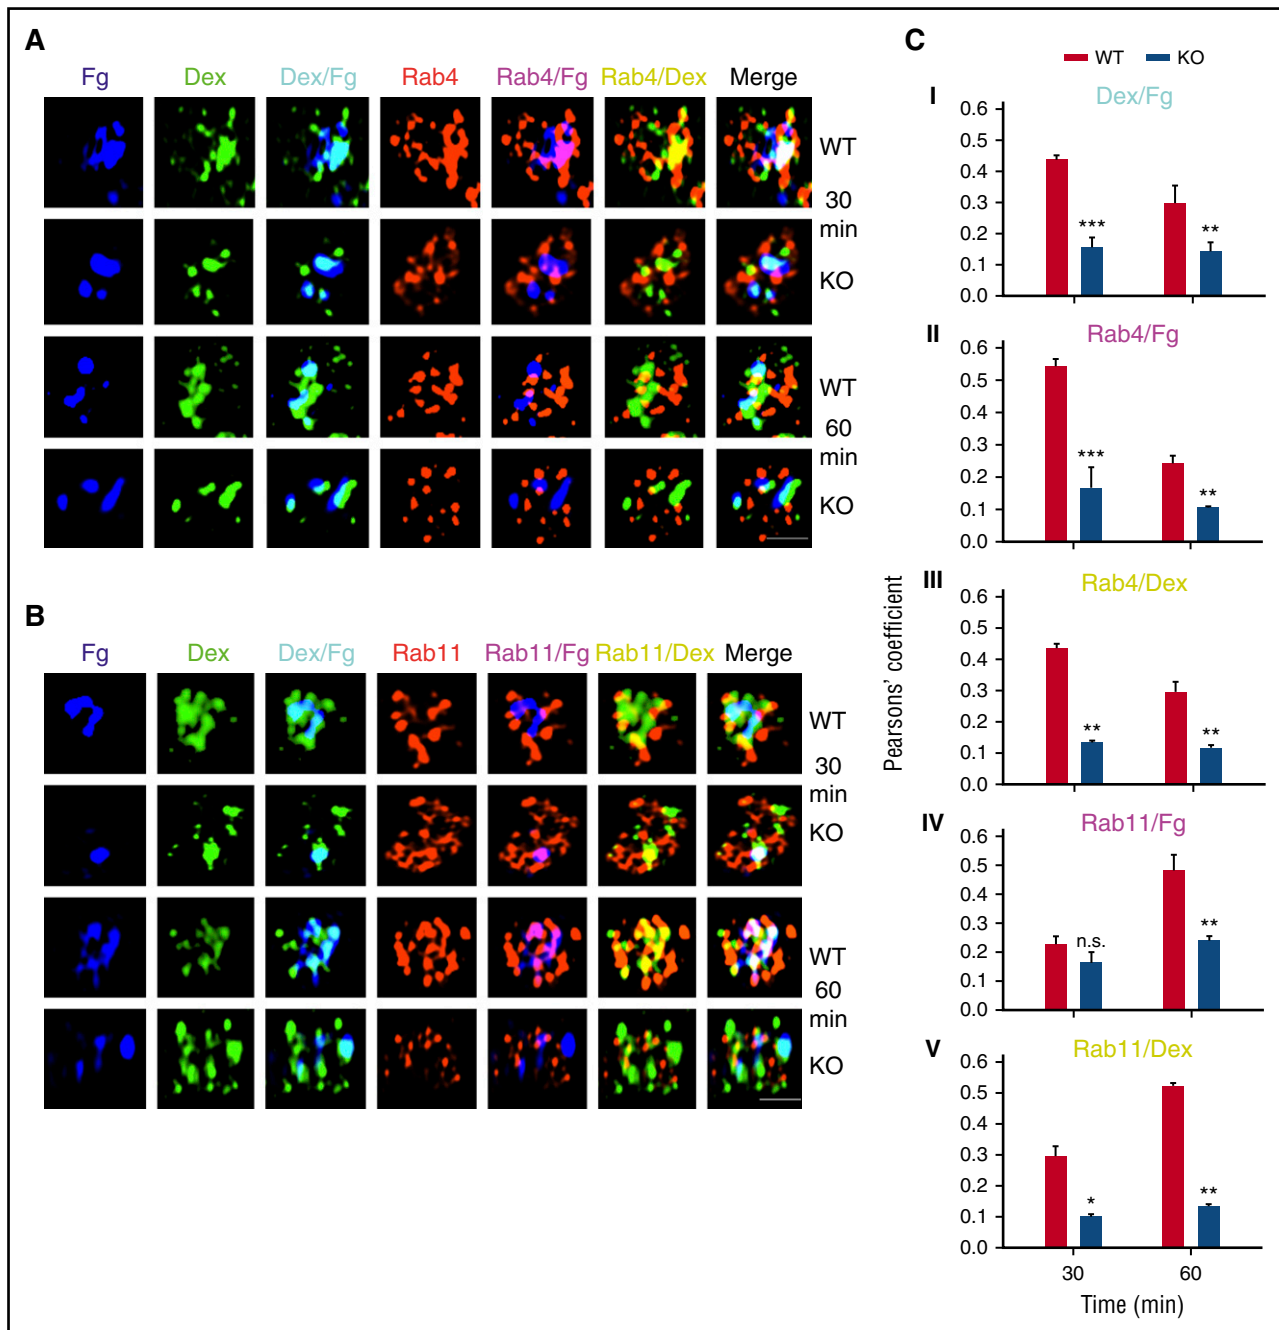 A
Fg Dex Dex/Fg Rab4 Rab4/Fg Rab4/Dex Merge
WT
30
min
KO
WT
60
min
KO
B
Fg Dex Dex/Fg Rab11 Rab11/Fg Rab11/Dex Merge
WT
30
min
KO
WT
60
min
KO
C
WT KO
Pearsons' coefficient
I Dex/Fg
0.6
0.5
0.4
0.3
0.2
0.1
0.0
*** **
II Rab4/Fg
0.6
0.5
0.4
0.3
0.2
0.1
0.0
*** **
III Rab4/Dex
0.6
0.5
0.4
0.3
0.2
0.1
0.0
** **
IV Rab11/Fg
0.6
0.5
0.4
0.3
0.2
0.1
0.0
n.s. **
V Rab11/Dex
0.6
0.5
0.4
0.3
0.2
0.1
0.0
* **
30 60
Time (min)